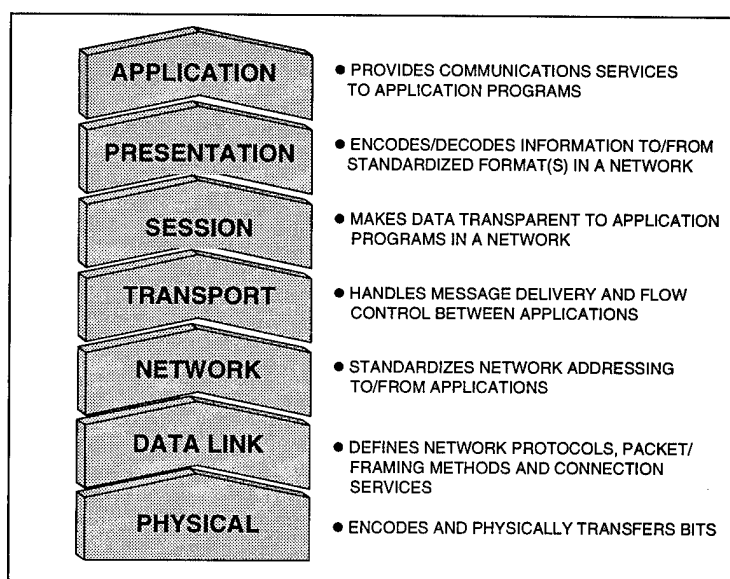 APPLICATION
● PROVIDES COMMUNICATIONS SERVICES
TO APPLICATION PROGRAMS
PRESENTATION
● ENCODES/DECODES INFORMATION TO/FROM
STANDARDIZED FORMAT(S) IN A NETWORK
SESSION
● MAKES DATA TRANSPARENT TO APPLICATION
PROGRAMS IN A NETWORK
TRANSPORT
● HANDLES MESSAGE DELIVERY AND FLOW
CONTROL BETWEEN APPLICATIONS
NETWORK
● STANDARDIZES NETWORK ADDRESSING
TO/FROM APPLICATIONS
DATA LINK
● DEFINES NETWORK PROTOCOLS, PACKET/
FRAMING METHODS AND CONNECTION
SERVICES
PHYSICAL
● ENCODES AND PHYSICALLY TRANSFERS BITS